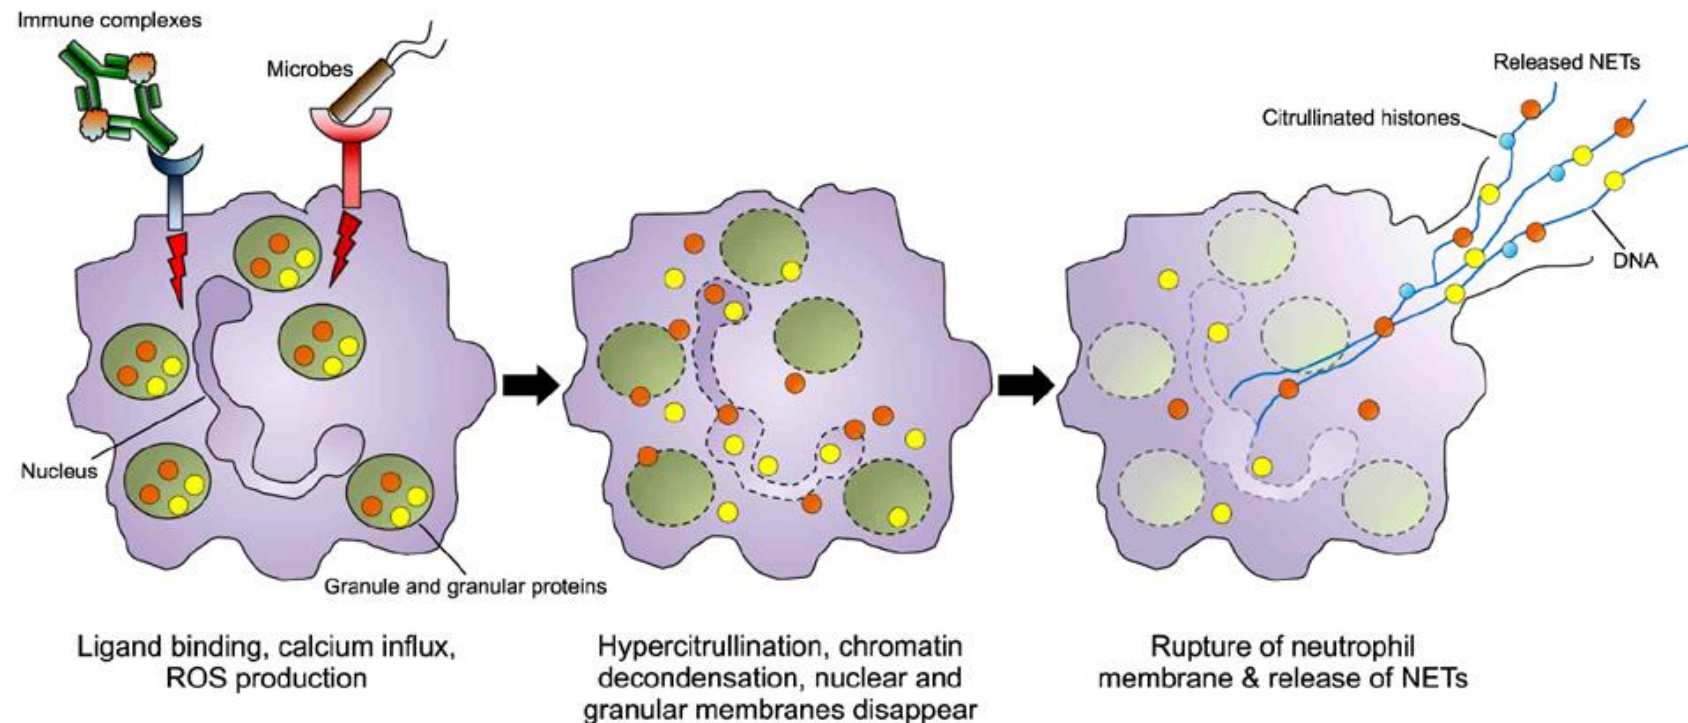 Immune complexes
Microbes
Nucleus
Granule and granular proteins
Released NETs
Citrullinated histones
DNA
Ligand binding, calcium influx,
ROS production
Hypercitrullination, chromatin
decondensation, nuclear and
granular membranes disappear
Rupture of neutrophil
membrane & release of NETs